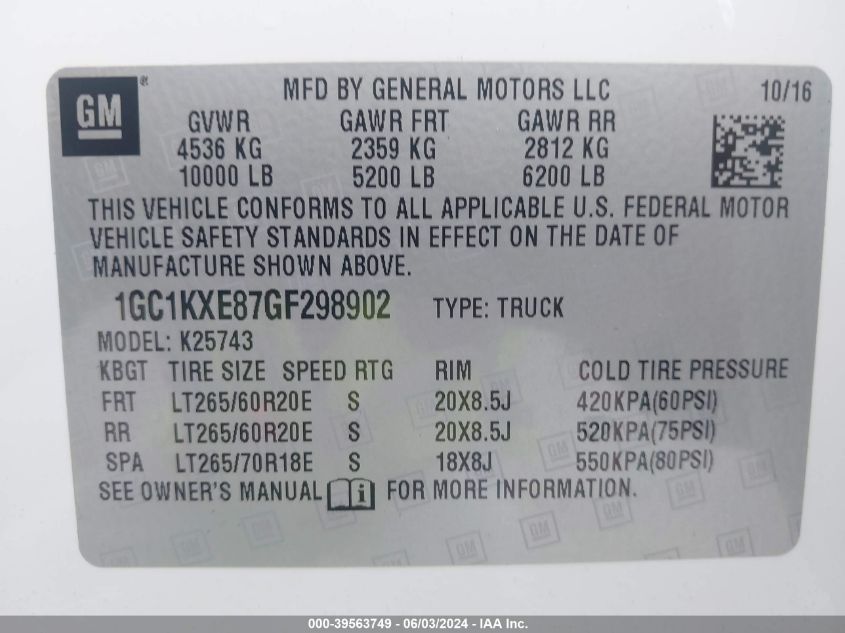 GM ®
MFD BY GENERAL MOTORS LLC 10/16
GVWR GAWR FRT GAWR RR
4536 KG 2359 KG 2812 KG
10000 LB 5200 LB 6200 LB
THIS VEHICLE CONFORMS TO ALL APPLICABLE U.S. FEDERAL MOTOR
VEHICLE SAFETY STANDARDS IN EFFECT ON THE DATE OF
MANUFACTURE SHOWN ABOVE.
1GC1KXE87GF298902 TYPE: TRUCK
MODEL: K25743
KBGT TIRE SIZE SPEED RTG RIM COLD TIRE PRESSURE
FRT LT265/60R20E S 20X8.5J 420KPA(60PSI)
RR LT265/60R20E S 20X8.5J 520KPA(75PSI)
SPA LT265/70R18E S 18X8J 550KPA(80PSI)
SEE OWNER'S MANUAL i FOR MORE INFORMATION.
000-39563749 - 06/03/2024 - IAA Inc.